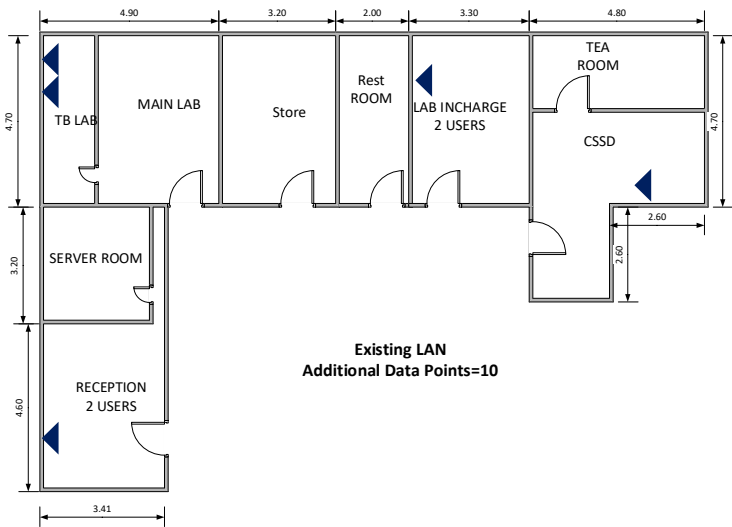 4.90
3.20
2.00
3.30
4.80
TEA
ROOM
Rest
ROOM
MAIN LAB
Store
LAB INCHARGE
2 USERS
TB LAB
CSSD
4.70
4.70
2.60
2.60
SERVER ROOM
3.20
Existing LAN
Additional Data Points=10
RECEPTION
2 USERS
4.60
3.41